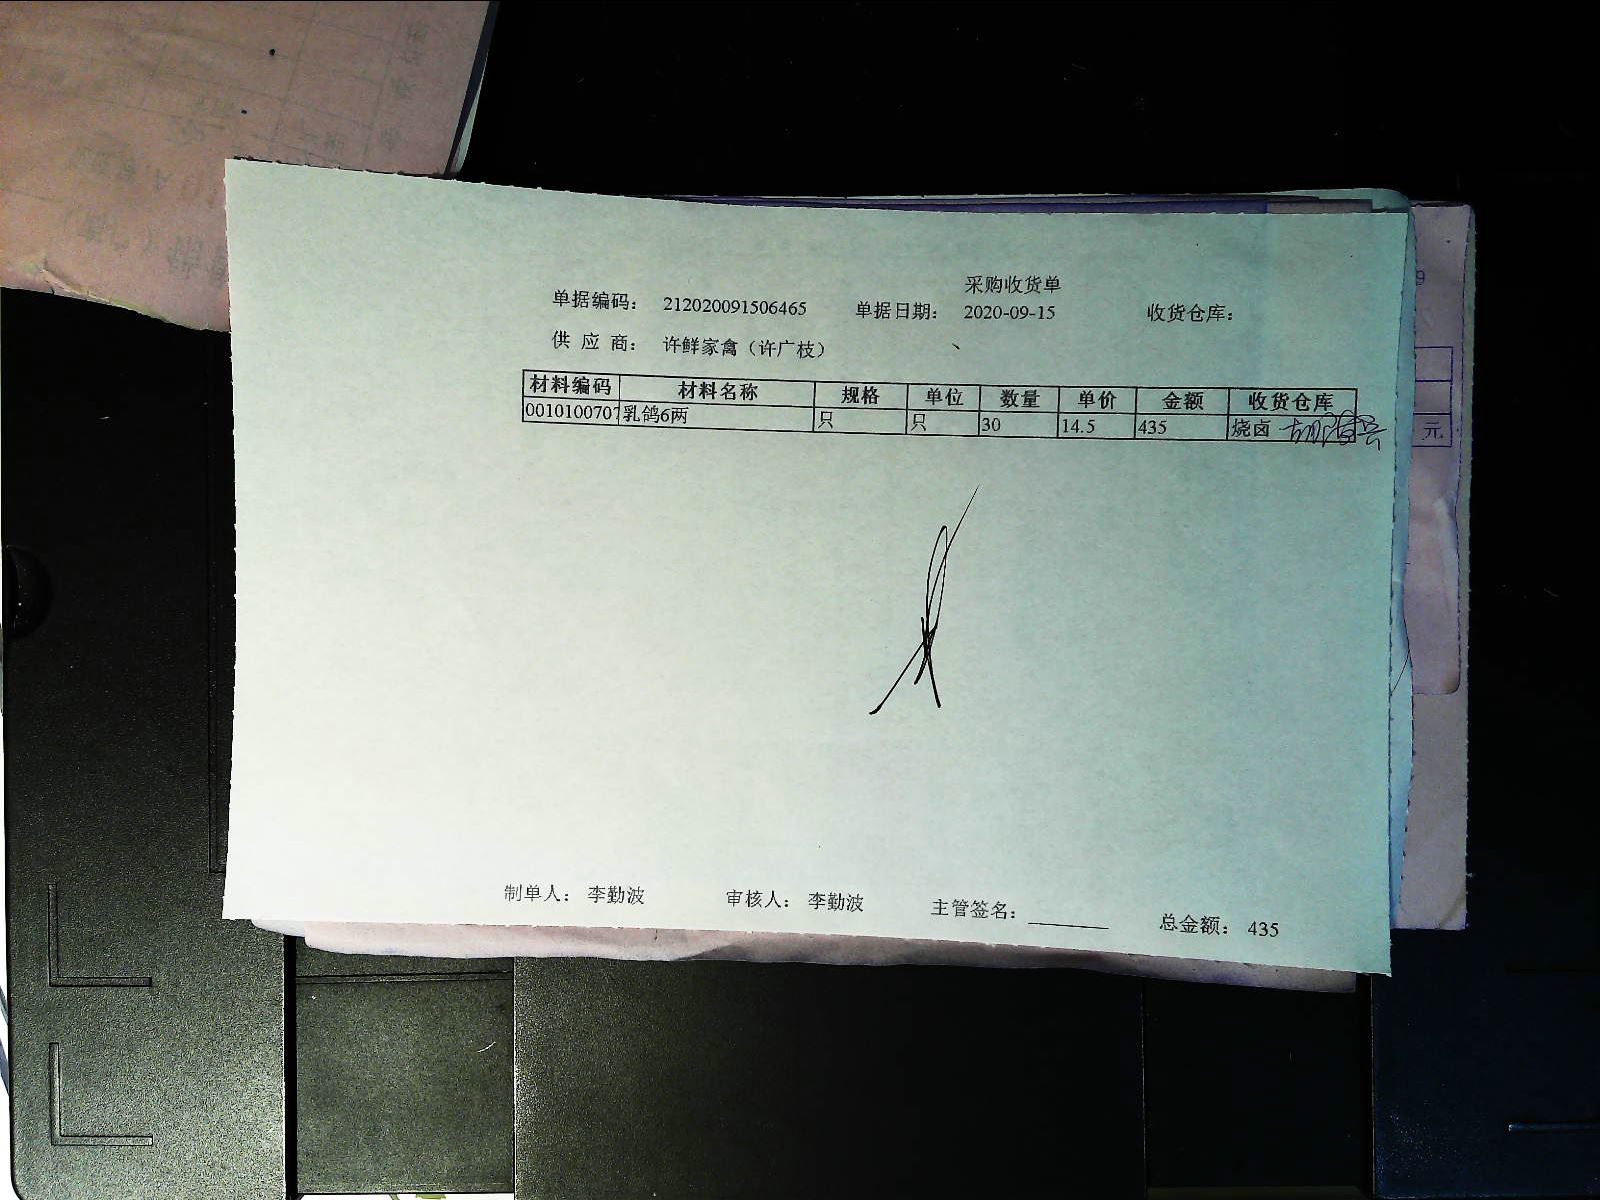 采购收货单
单据编码： 212020091506465 单据日期： 2020-09-15 收货仓库：
供 应 商： 许鲜家禽（许广枝）
材料编码 材料名称 规格 单位 数量 单价 金额 收货仓库
0010100707 乳鸽6两 只 只 30 14.5 435 烧卤
制单人： 李勤波 审核人： 李勤波 主管签名： 总金额： 435
元